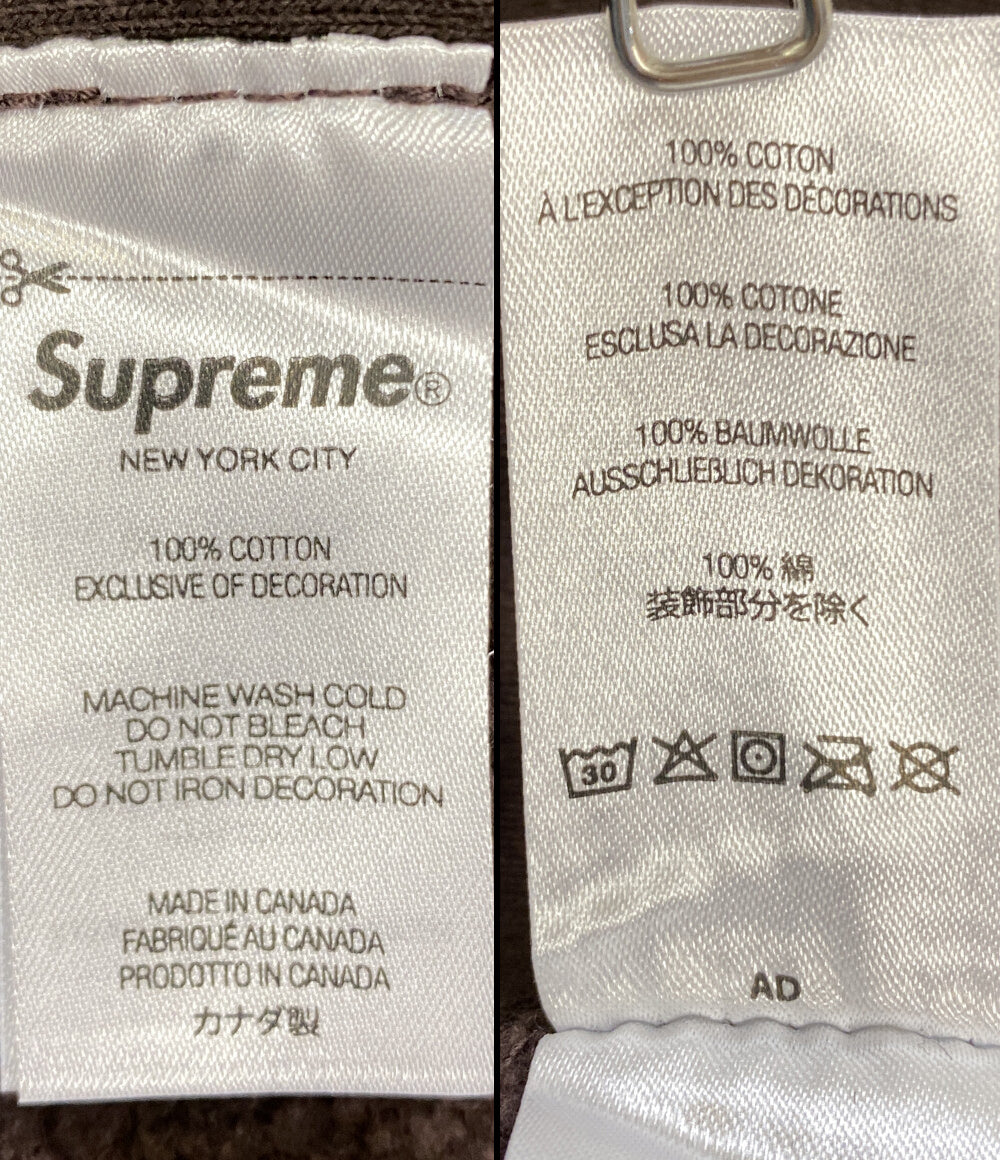 Supreme®
NEW YORK CITY
100% COTTON
EXCLUSIVE OF DECORATION
MACHINE WASH COLD
DO NOT BLEACH
TUMBLE DRY LOW
DO NOT IRON DECORATION
MADE IN CANADA
FABRIQUÉ AU CANADA
PRODOTTO IN CANADA
カナダ製
100% COTON
À L'EXCEPTION DES DÉCORATIONS
100% COTONE
ESCLUSA LA DECORAZIONE
100% BAUMWOLLE
AUSSCHLIEßLICH DEKORATION
100% 綿
装飾部分を除く
30
AD